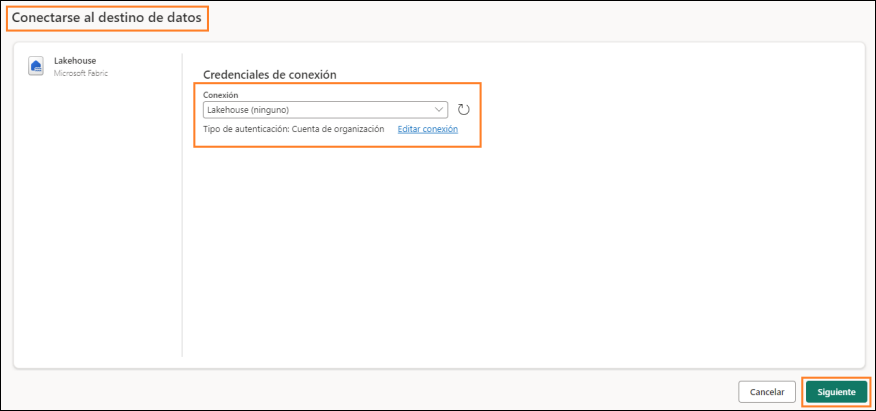 Conectarse al destino de datos
Lakehouse
Microsoft Fabric
Credenciales de conexión
Conexión
Lakehouse (ninguno)
Tipo de autenticación: Cuenta de organización Editar conexión
Cancelar Siguiente